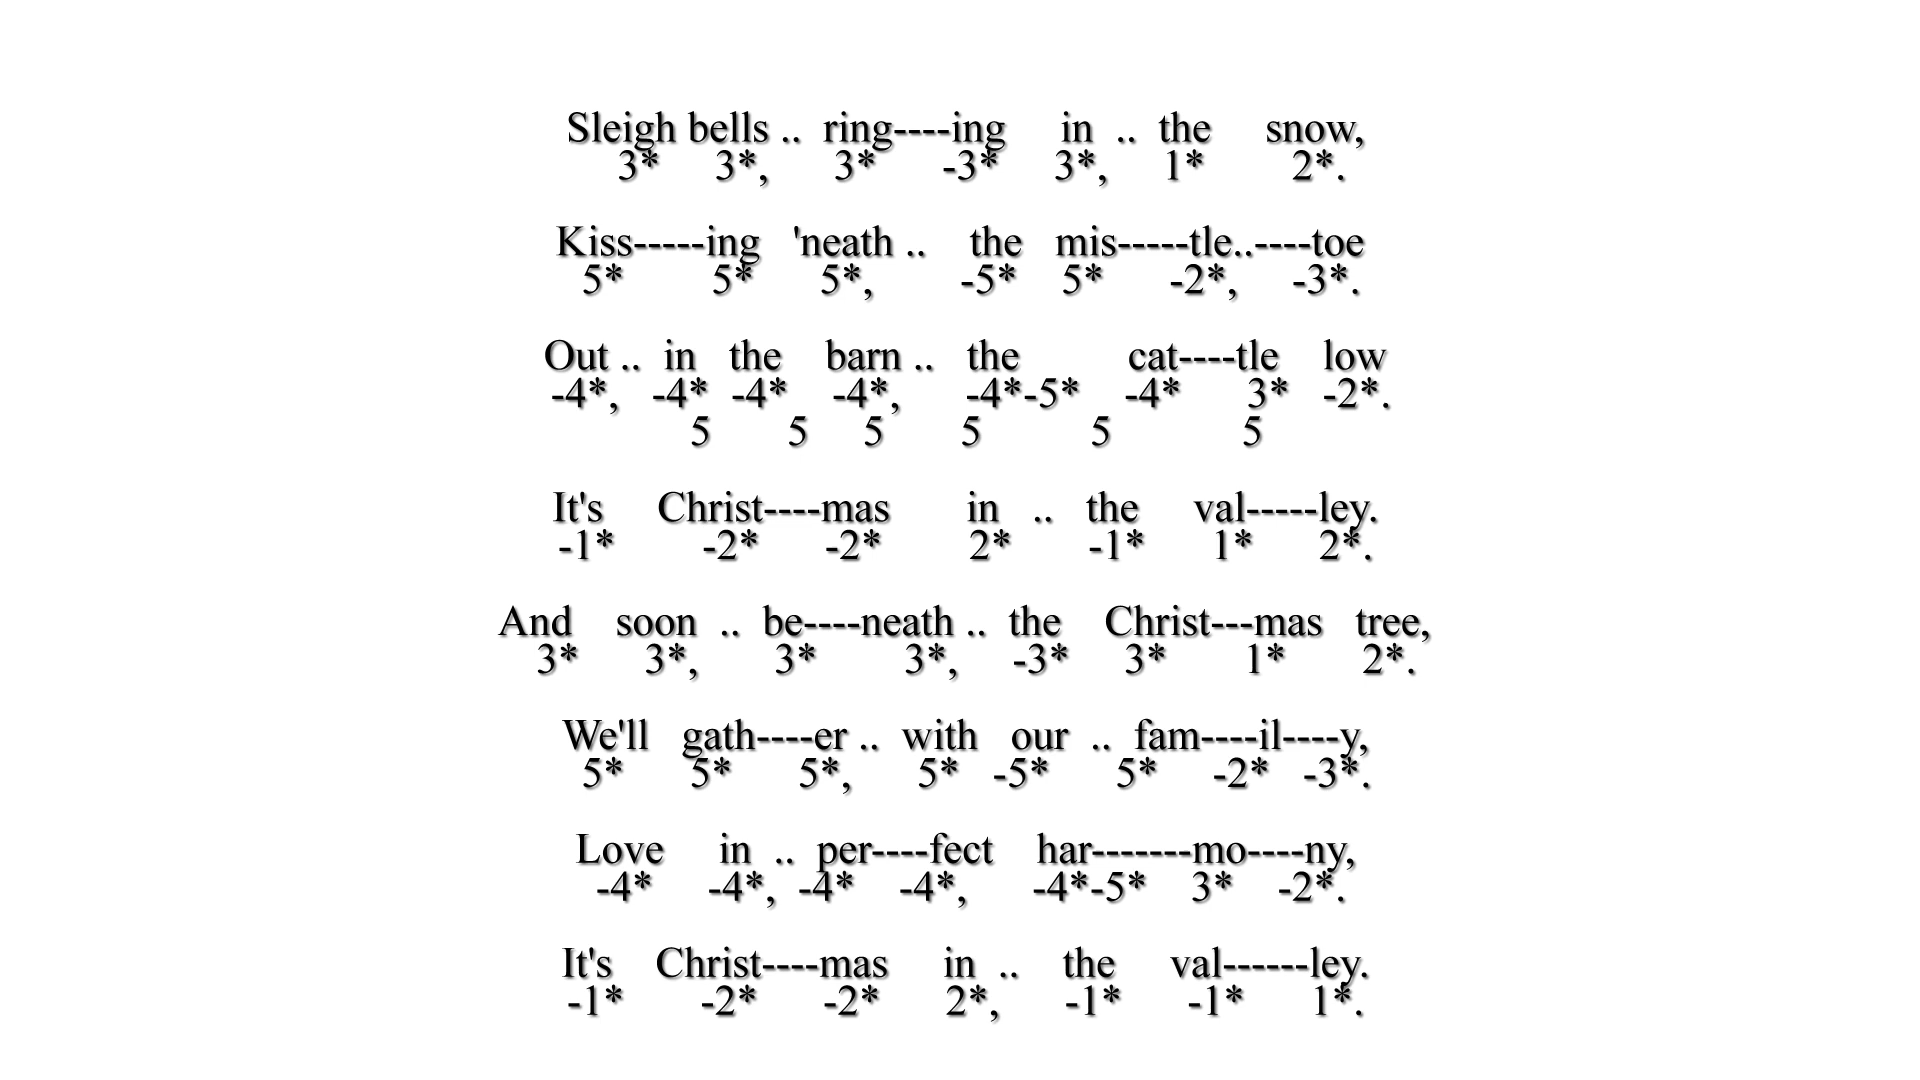 Sleigh bells .. ring----ing in .. the snow,
3* 3*, 3* -3* 3*, 1* 2*.
Kiss-----ing 'neath .. the mis-----tle..----toe
5* 5* 5*, -5* 5* -2*, -3*.
Out .. in the barn .. the cat----tle low
-4*, -4* -4* -4*, -4*-5* -4* 3* -2*.
5 5 5 5 5 5
It's Christ----mas in .. the val-----ley.
-1* -2* -2* 2* -1* 1* 2*.
And soon .. be----neath .. the Christ---mas tree,
3* 3*, 3* 3*, -3* 3* 1* 2*.
We'll gath----er .. with our .. fam----il----y,
5* 5* 5*, 5* -5* 5* -2* -3*.
Love in .. per----fect har-------mo----ny,
-4* -4*, -4* -4*, -4*-5* 3* -2*.
It's Christ----mas in .. the val------ley.
-1* -2* -2* 2*, -1* -1* 1*.